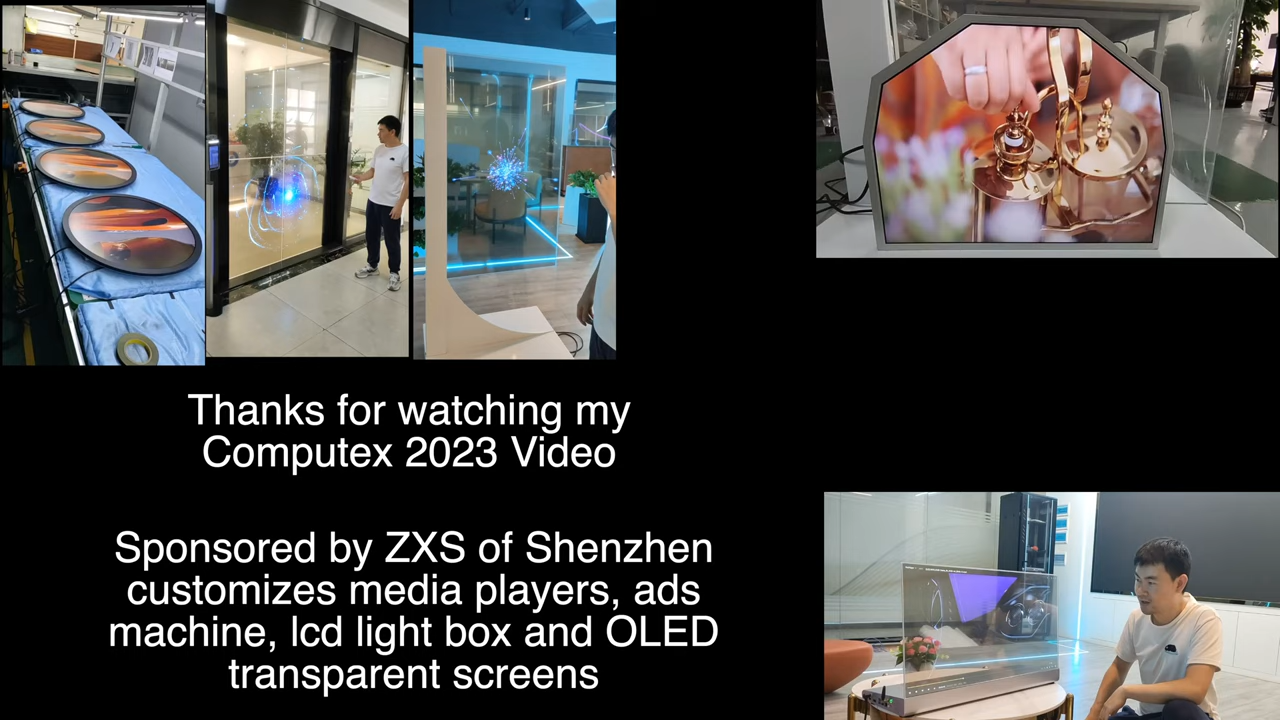 Thanks for watching my
Computex 2023 Video
Sponsored by ZXS of Shenzhen
customizes media players, ads
machine, lcd light box and OLED
transparent screens